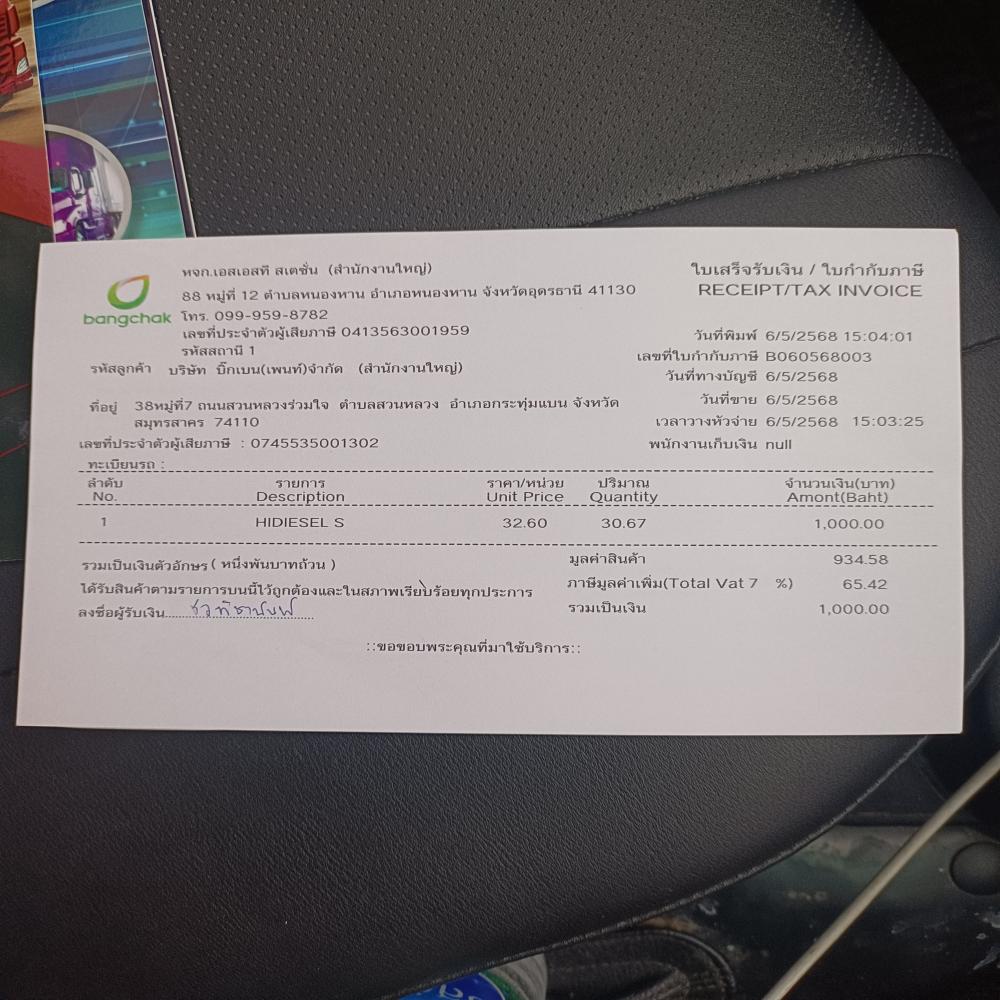 bangchak
หจก.เอสเอสที สเตชั่น (สำนักงานใหญ่)
88 หมู่ที่ 12 ตำบลหนองหาน อำเภอหนองหาน จังหวัดอุดรธานี 41130
โทร. 099-959-8782
เลขที่ประจำตัวผู้เสียภาษี 0413563001959
รหัสสถานี 1
ใบเสร็จรับเงิน / ใบกำกับภาษี
RECEIPT/TAX INVOICE
รหัสลูกค้า บริษัท บิ๊กเบน(เพนท์)จำกัด (สำนักงานใหญ่)
ที่อยู่ 38หมู่ที่7 ถนนสวนหลวงร่วมใจ ตำบลสวนหลวง อำเภอกระทุ่มแบน จังหวัด
สมุทรสาคร 74110
เลขที่ประจำตัวผู้เสียภาษี : 0745535001302
ทะเบียนรถ :
วันที่พิมพ์ 6/5/2568 15:04:01
เลขที่ใบกำกับภาษี B060568003
วันที่ทางบัญชี 6/5/2568
วันที่ขาย 6/5/2568
เวลาวางหัวจ่าย 6/5/2568 15:03:25
พนักงานเก็บเงิน null
ลำดับ รายการ ราคา/หน่วย ปริมาณ จำนวนเงิน(บาท)
No. Description Unit Price Quantity Amont(Baht)
1 HIDIESEL S 32.60 30.67 1,000.00
รวมเป็นเงินตัวอักษร ( หนึ่งพันบาทถ้วน )
ได้รับสินค้าตามรายการบนนี้ไว้ถูกต้องและในสภาพเรียบร้อยทุกประการ
ลงชื่อผู้รับเงิน
มูลค่าสินค้า 934.58
ภาษีมูลค่าเพิ่ม(Total Vat 7 %) 65.42
รวมเป็นเงิน 1,000.00
::ขอขอบพระคุณที่มาใช้บริการ::